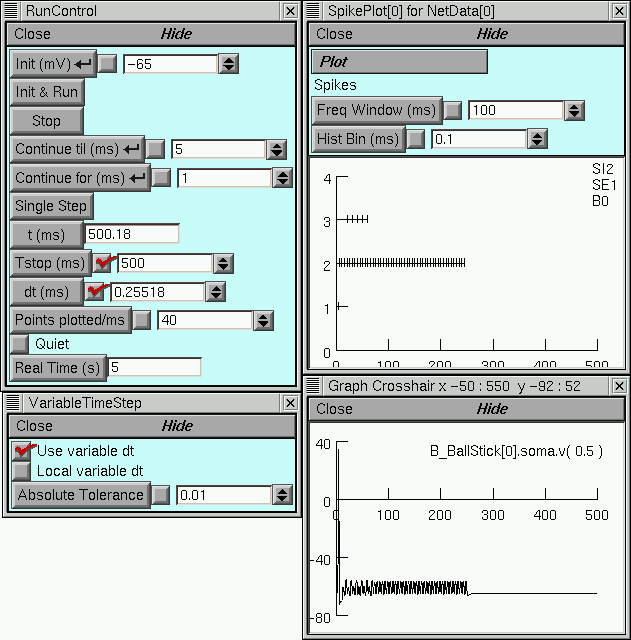 RunControl
Close Hide
Init (mV) -65
Init & Run
Stop
Continue til (ms) 5
Continue for (ms) 1
Single Step
t (ms) 500.18
Tstop (ms) 500
dt (ms) 0.25518
Points plotted/ms 40
Quiet
Real Time (s) 5
VariableTimeStep
Close Hide
Use variable dt
Local variable dt
Absolute Tolerance 0.01
SpikePlot[0] for NetData[0]
Close Hide
Plot
Spikes
Freq Window (ms) 100
Hist Bin (ms) 0.1
SI2
SE1
B0
4
3
2
1
0
0 100 200 300 400 500
Graph Crosshair x -50 : 550 y -92 : 52
Close Hide
B_BallStick[0].soma.v( 0.5 )
40
0
-40
-80
0 100 200 300 400 500